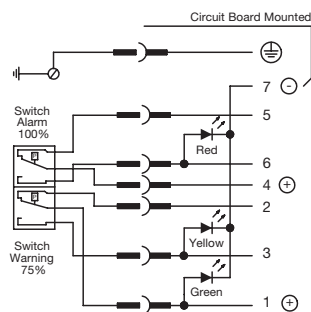 Circuit Board Mounted
7 -
Switch
Alarm
100%
5
Red
6
4 +
2
Yellow
3
Switch
Warning
75%
Green
1 +